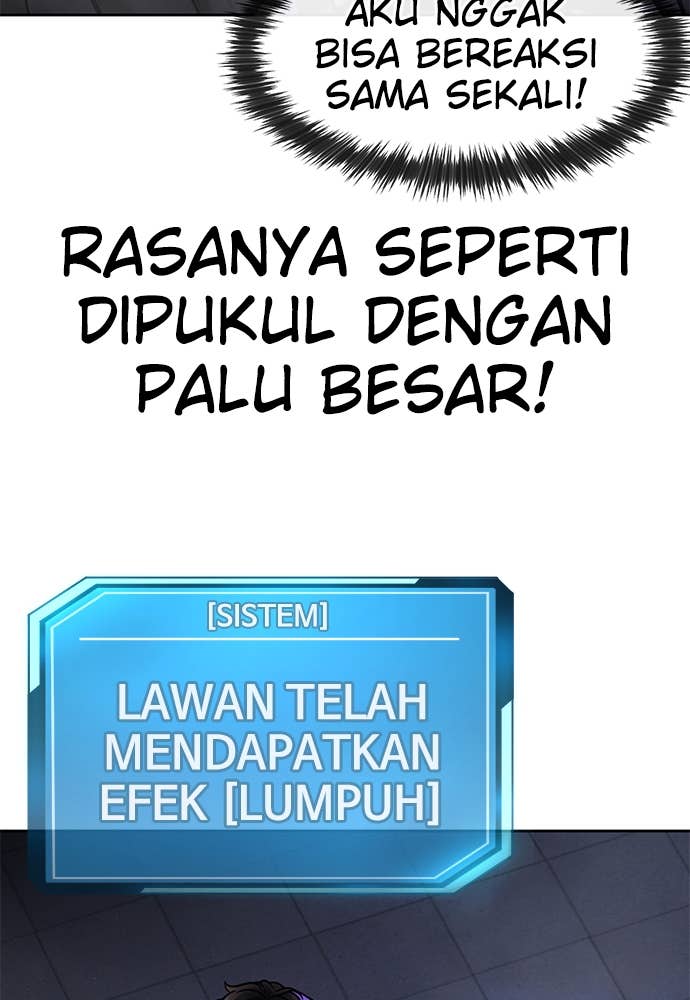 AKU NGGAK
BISA BEREAKSI
SAMA SEKALI!
RASANYA SEPERTI
DIPUKUL DENGAN
PALU BESAR!
[SISTEM]
LAWAN TELAH
MENDAPATKAN
EFEK [LUMPUH]